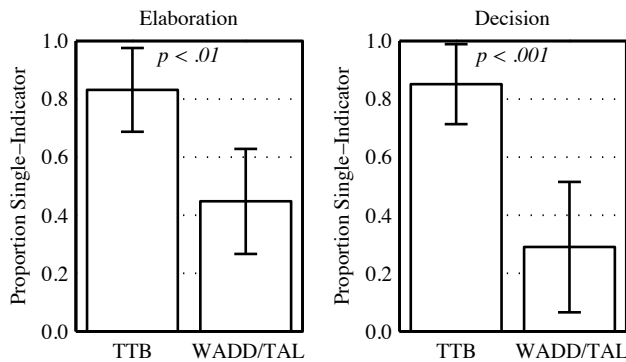 Elaboration
Proportion Single−Indicator
1.0
0.8
0.6
0.4
0.2
0.0
p < .01
TTB WADD/TAL
Decision
Proportion Single−Indicator
1.0
0.8
0.6
0.4
0.2
0.0
p < .001
TTB WADD/TAL